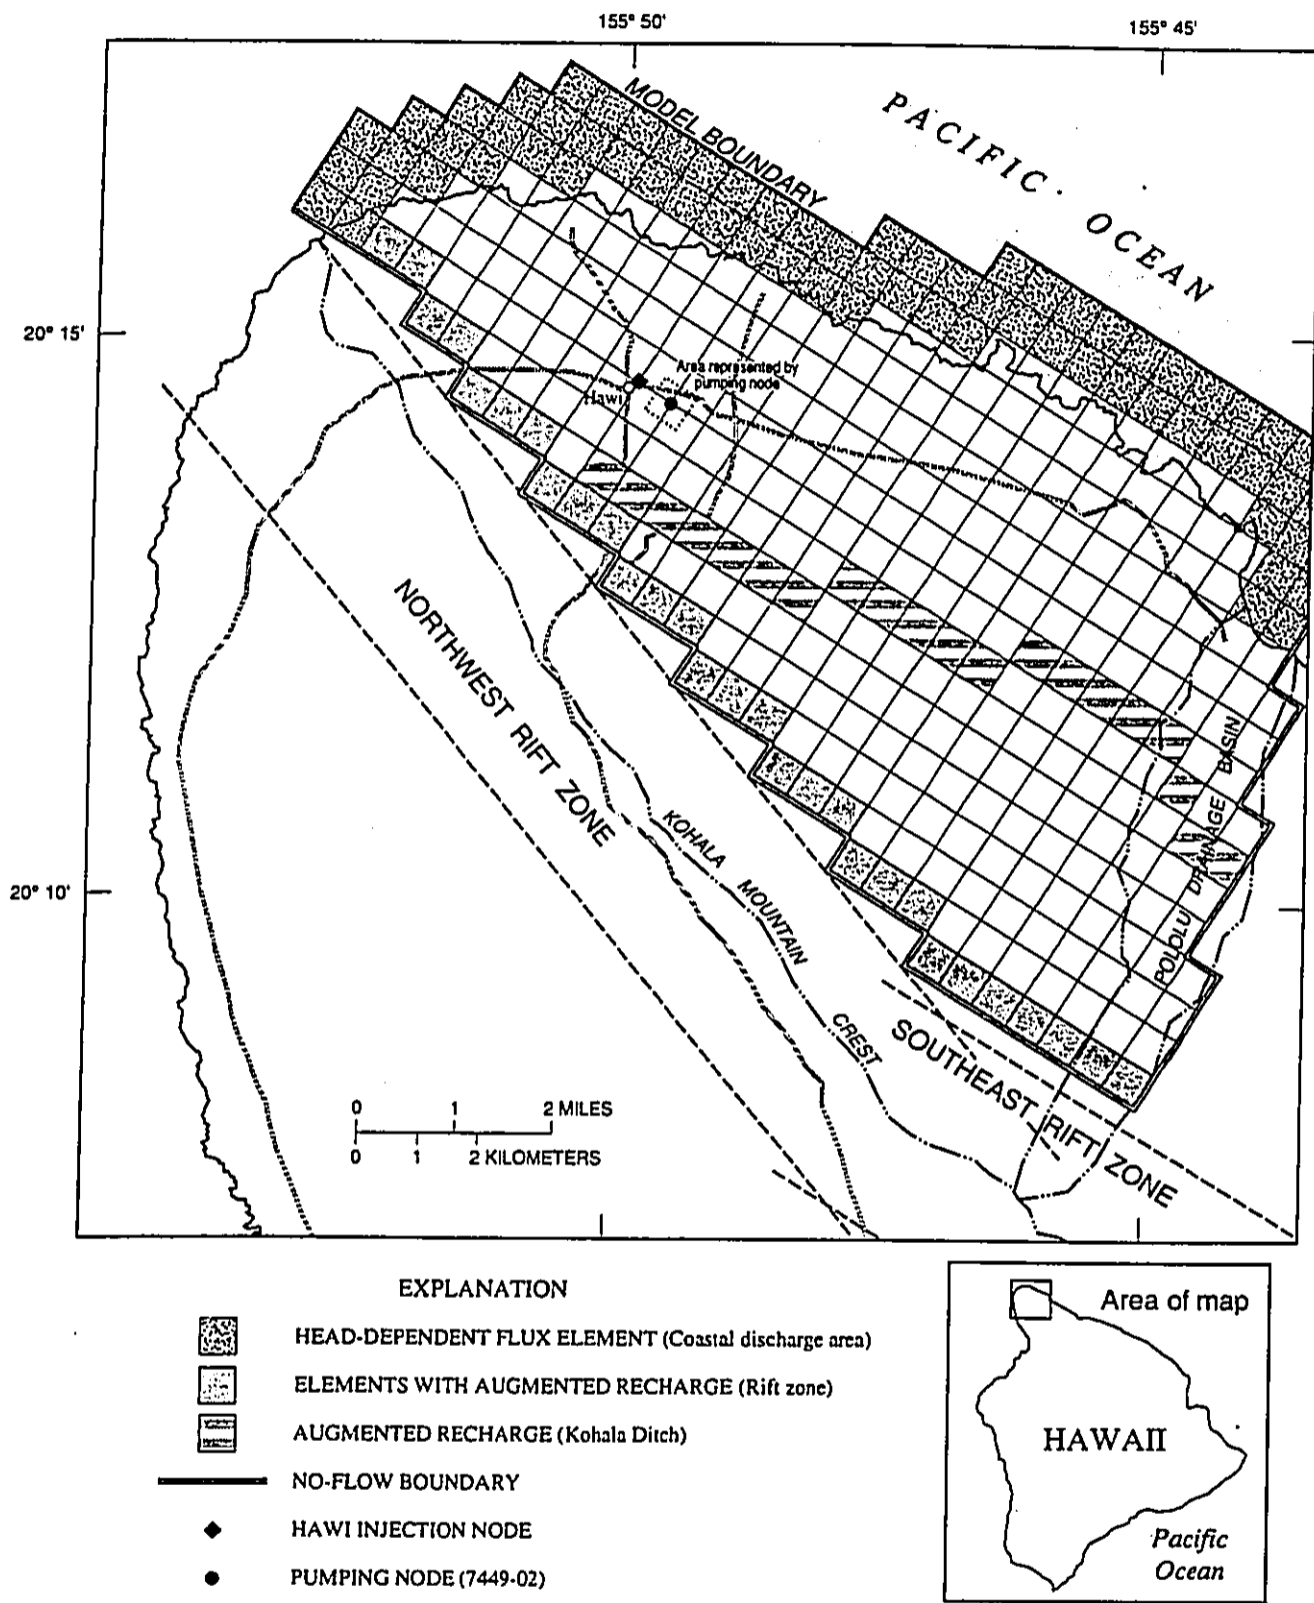 155° 50'
155° 45'
PACIFIC OCEAN
MODEL BOUNDARY
20° 15'
Area represented by
pumping node
Hawi
NORTHWEST RIFT ZONE
KOHALA MOUNTAIN CREST
POLOLU DRAINAGE BASIN
20° 10'
SOUTHEAST RIFT ZONE
0 1 2 MILES
0 1 2 KILOMETERS
EXPLANATION
HEAD-DEPENDENT FLUX ELEMENT (Coastal discharge area)
ELEMENTS WITH AUGMENTED RECHARGE (Rift zone)
AUGMENTED RECHARGE (Kohala Ditch)
NO-FLOW BOUNDARY
HAWI INJECTION NODE
PUMPING NODE (7449-02)
Area of map
HAWAII
Pacific
Ocean